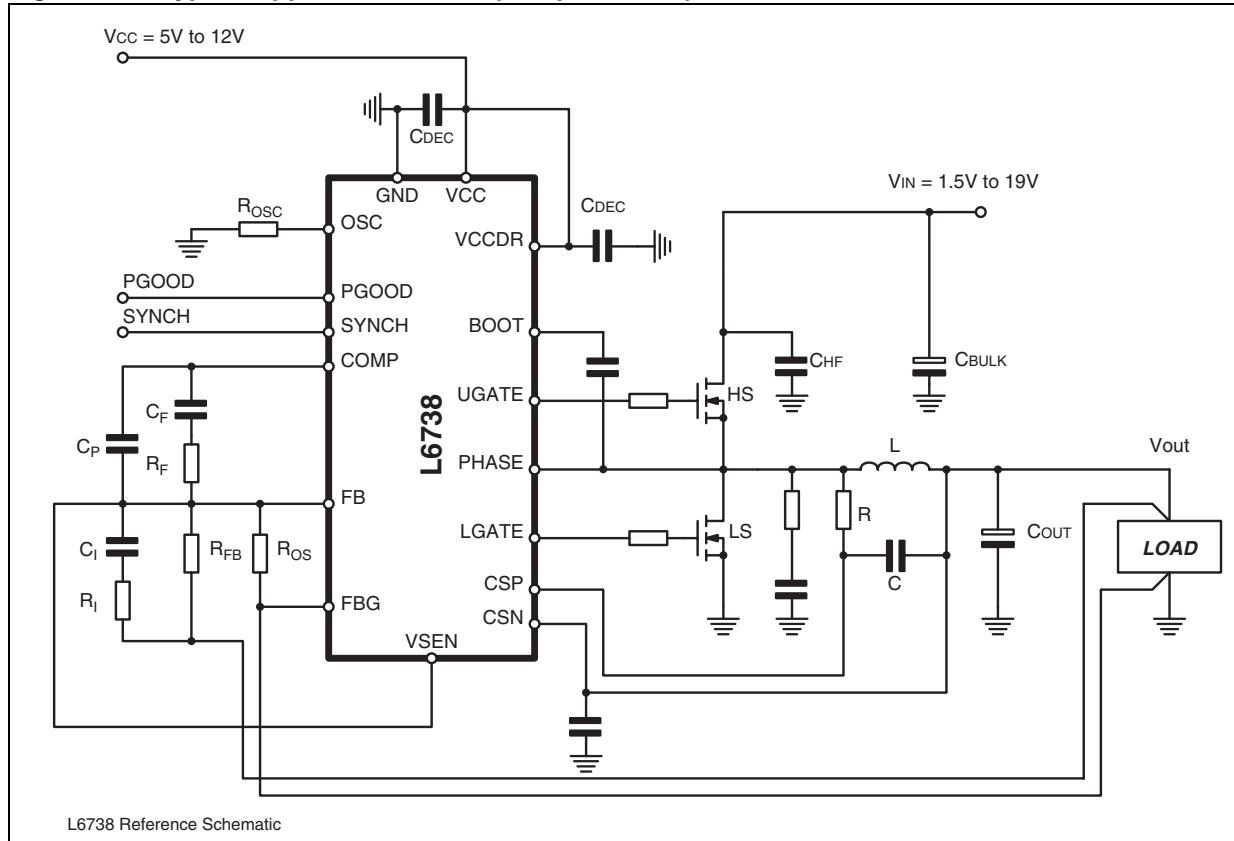 VCC = 5V to 12V
CDEC
GND
VCC
VIN = 1.5V to 19V
ROSC
OSC
CDEC
VCCDR
PGOOD
PGOOD
SYNCH
SYNCH
BOOT
COMP
CHF
CBULK
UGATE
HS
CF
L6738
CP
RF
PHASE
L
Vout
FB
R
LGATE
LS
COUT
LOAD
CI
RFB
ROS
CSP
C
RI
FBG
CSN
VSEN
L6738 Reference Schematic